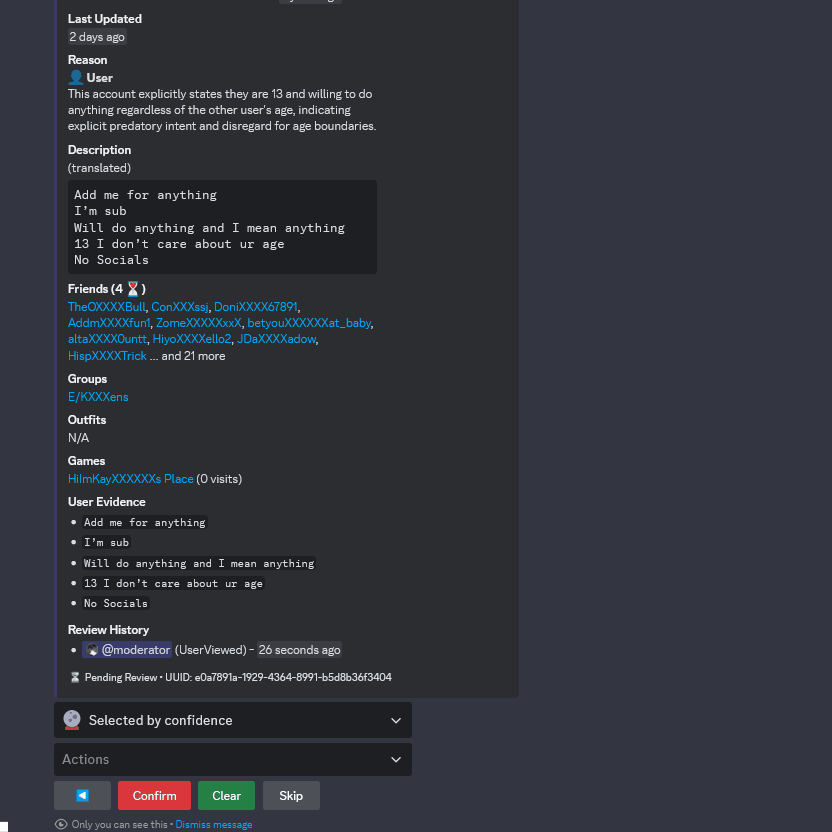 Last Updated
2 days ago
Reason
User
This account explicitly states they are 13 and willing to do
anything regardless of the other user's age, indicating
explicit predatory intent and disregard for age boundaries.
Description
(translated)
Add me for anything
I'm sub
Will do anything and I mean anything
13 I don't care about ur age
No Socials
Friends (4 ⏳)
TheOXXXXBull, ConXXXssj, DoniXXXX67891,
AddmXXXXfun1, ZomeXXXXXxxX, betyouXXXXXXat_baby,
altaXXXX0untt, HiyoXXXXello2, JDaXXXXadow,
HispXXXXTrick ... and 21 more
Groups
E/KXXXXens
Outfits
N/A
Games
HiImKayXXXXXXs Place (0 visits)
User Evidence
• Add me for anything
• I'm sub
• Will do anything and I mean anything
• 13 I don't care about ur age
• No Socials
Review History
• @moderator (UserViewed) - 26 seconds ago
⏳ Pending Review • UUID: e0a7891a-1929-4364-8991-b5d8b36f3404
Selected by confidence
Actions
Confirm Clear Skip
Only you can see this • Dismiss message